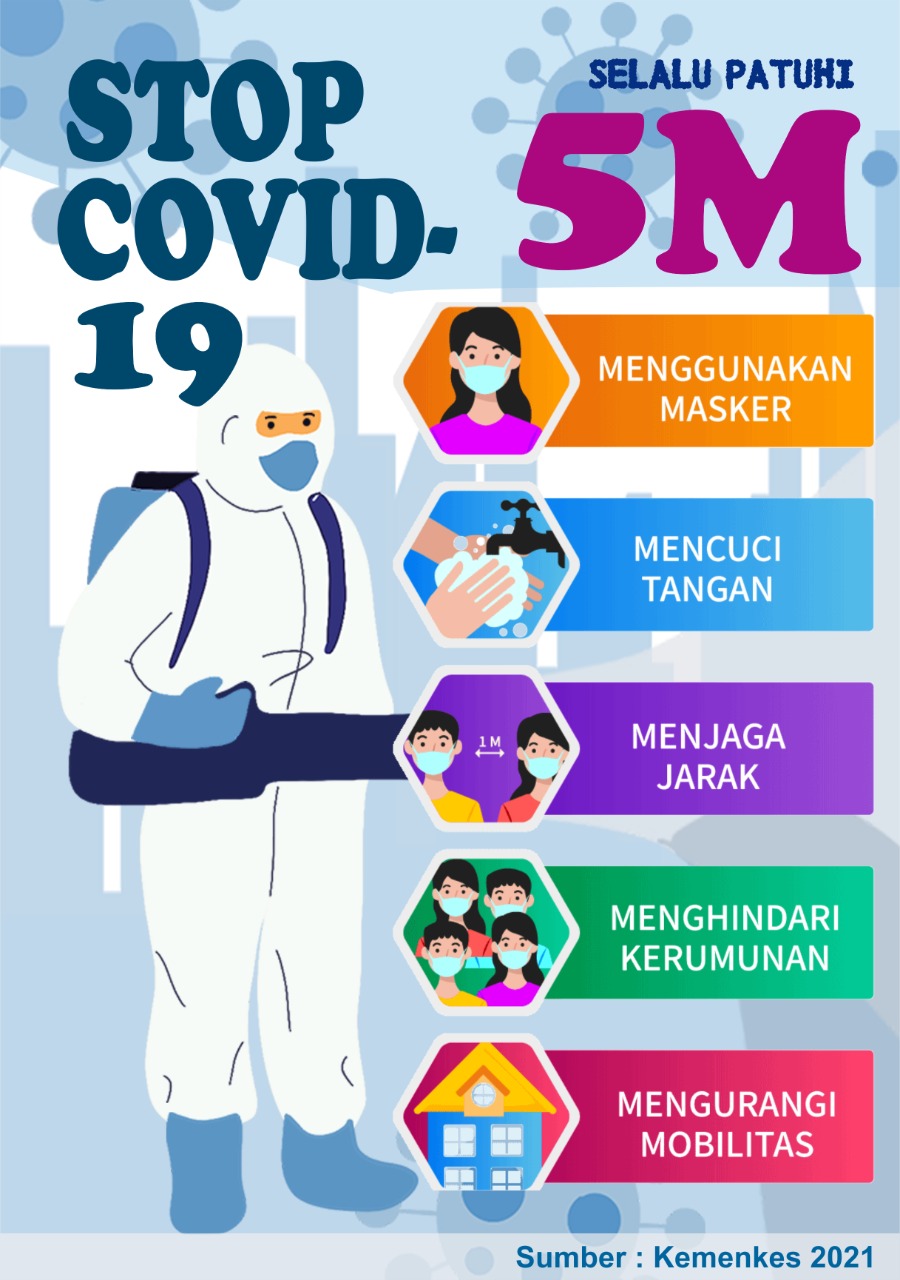 STOP
COVID-
19
SELALU PATUHI
5M
MENGGUNAKAN
MASKER
MENCUCI
TANGAN
1 M
MENJAGA
JARAK
MENGHINDARI
KERUMUNAN
MENGURANGI
MOBILITAS
Sumber : Kemenkes 2021